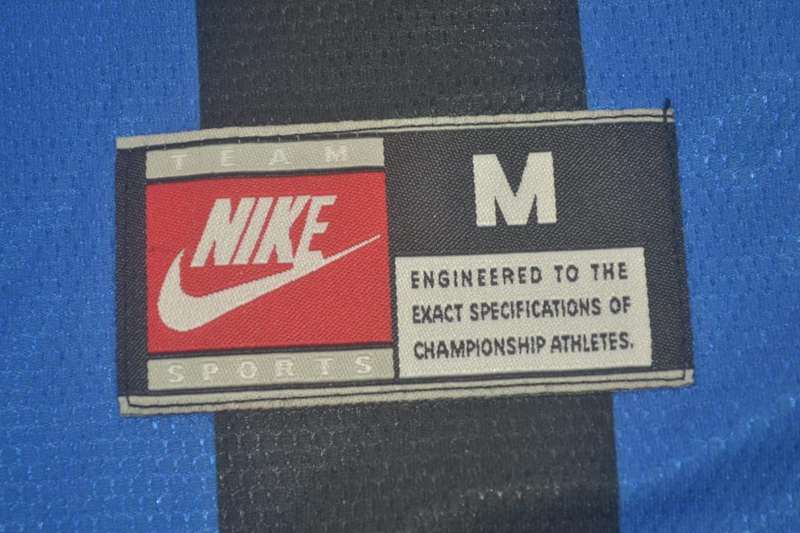 TEAM
NIKE
SPORTS
M
ENGINEERED TO THE
EXACT SPECIFICATIONS OF
CHAMPIONSHIP ATHLETES.